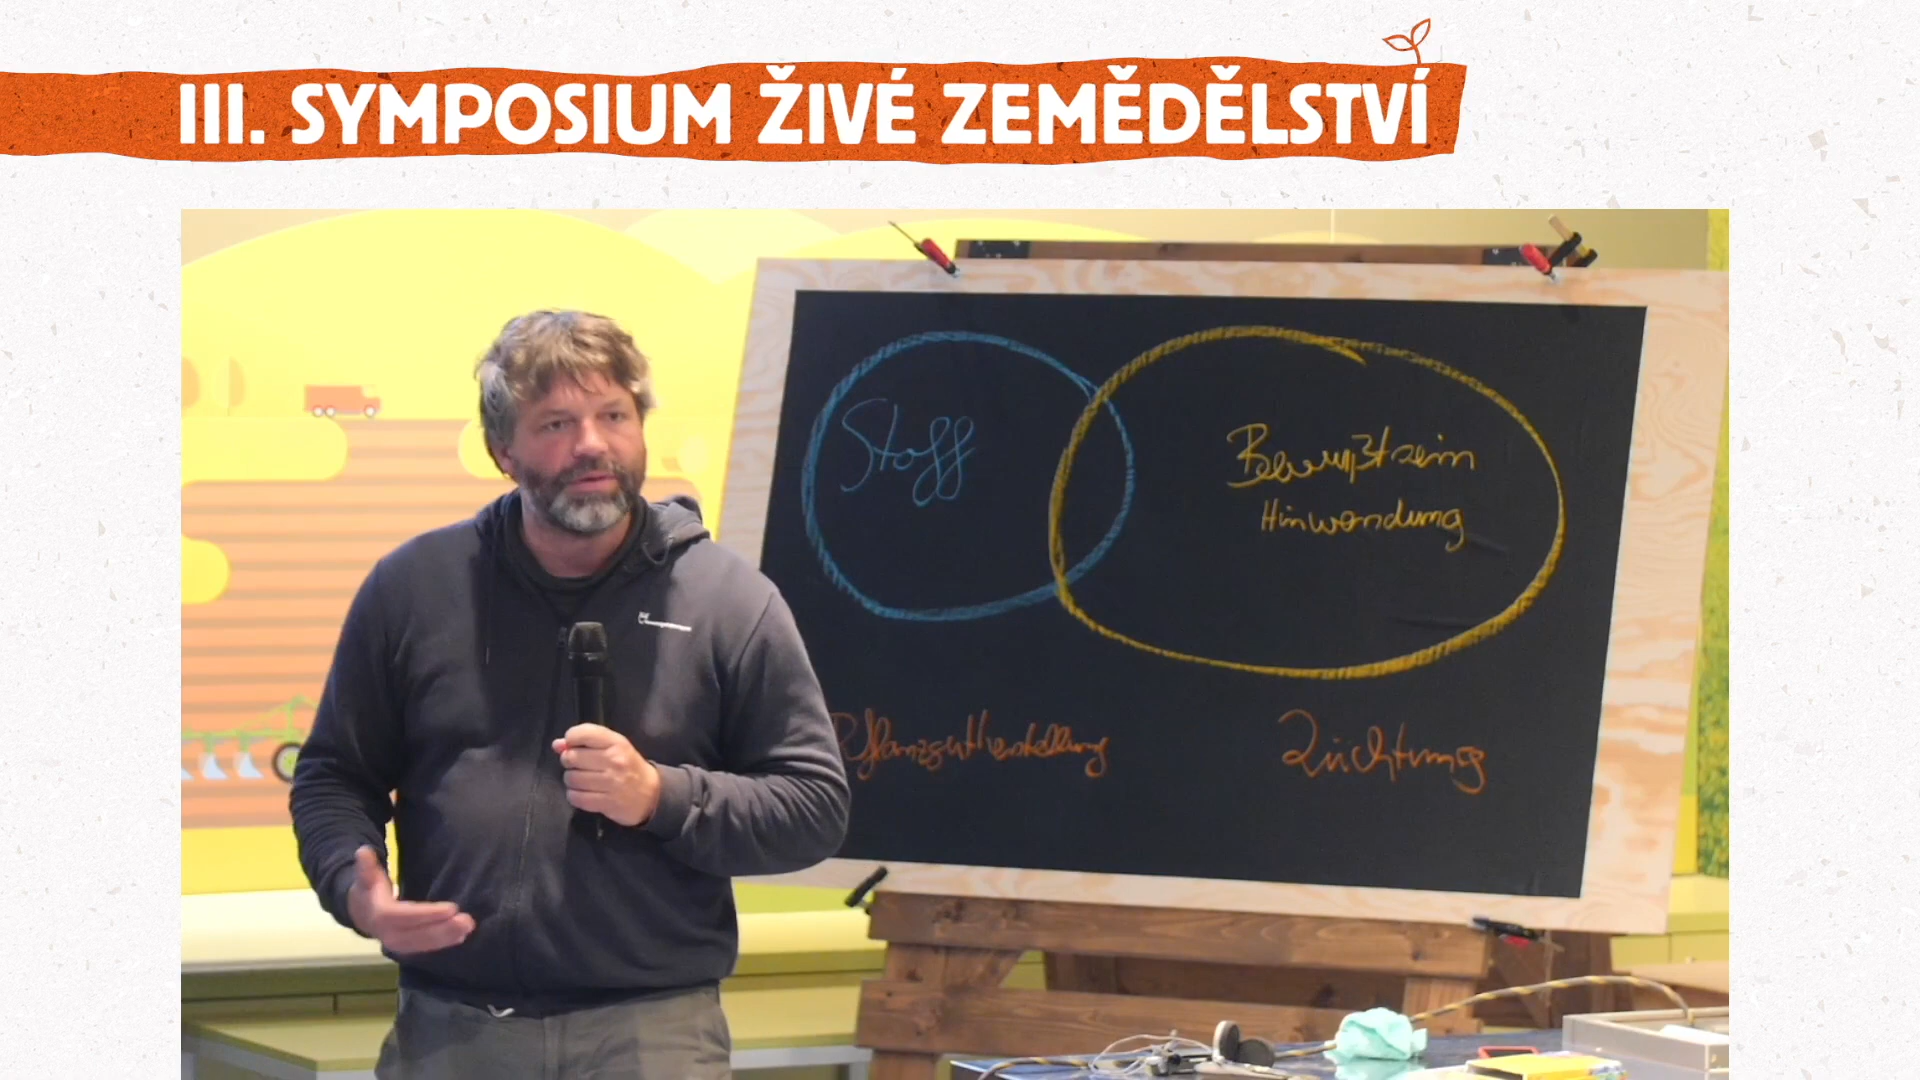 III. SYMPOSIUM ŽIVÉ ZEMĚDĚLSTVÍ
Stoff
Bewußtsein
Hinwendung
Pflanzgutherstellung
Züchtung